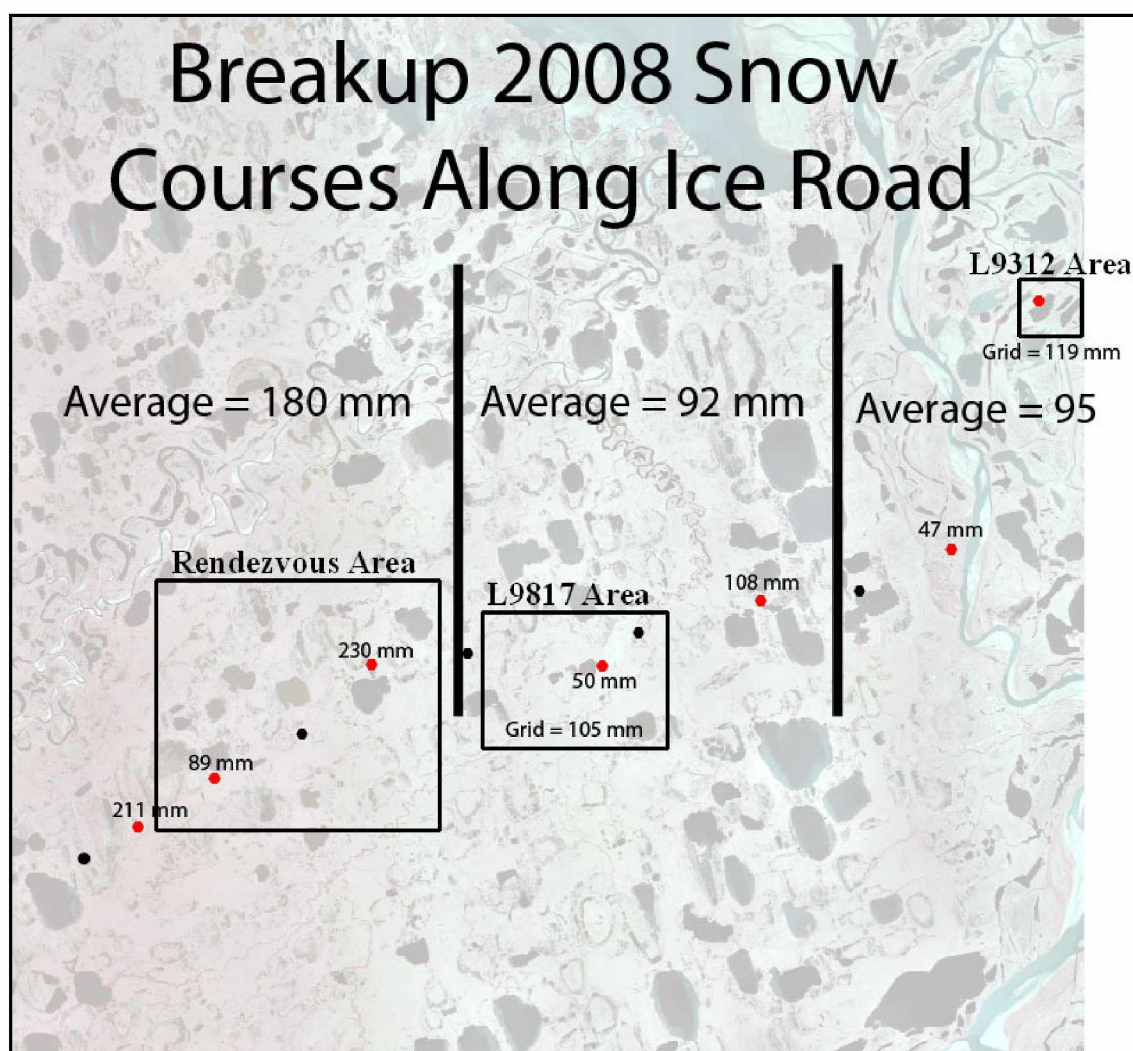 Breakup 2008 Snow
Courses Along Ice Road
L9312 Area
Grid = 119 mm
Average = 180 mm
Average = 92 mm
Average = 95
47 mm
Rendezvous Area
L9817 Area
108 mm
230 mm
50 mm
Grid = 105 mm
89 mm
211 mm